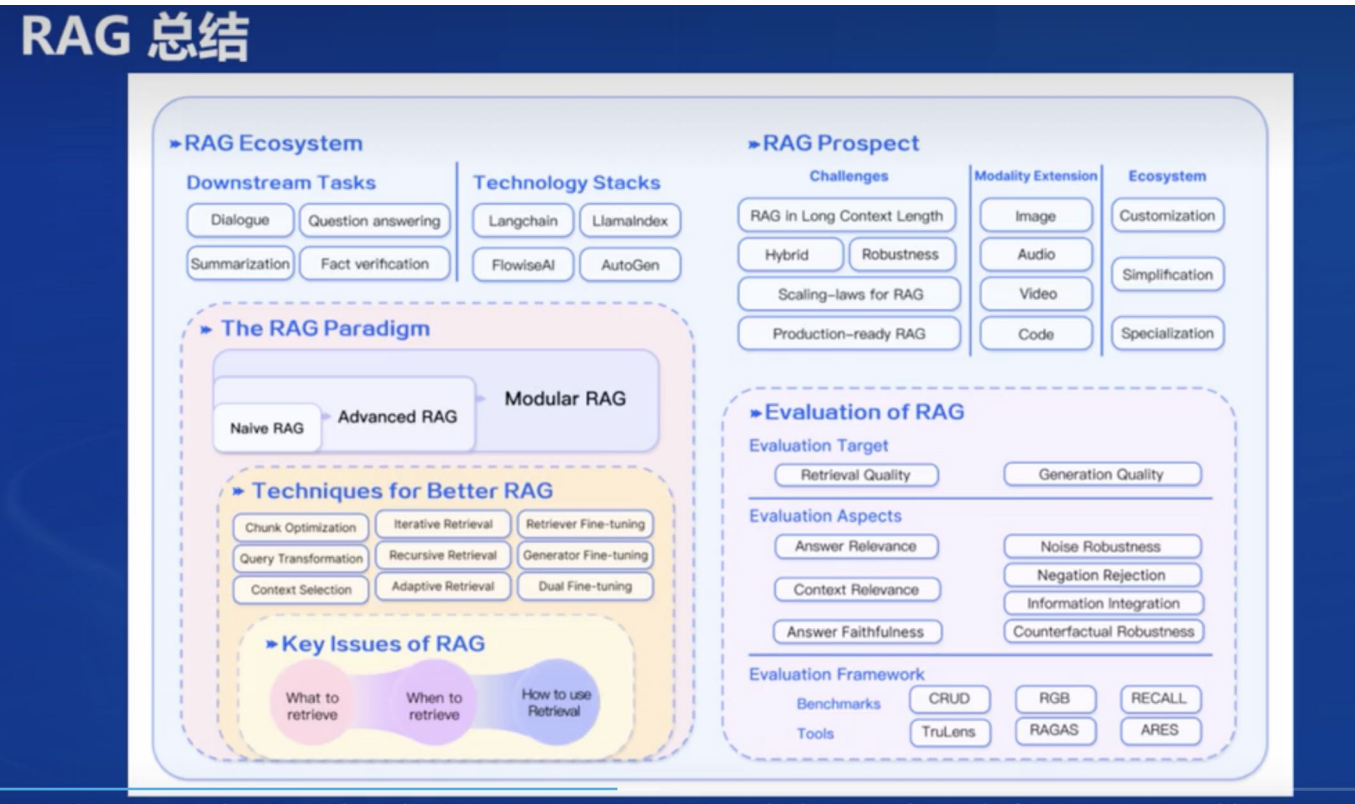 RAG 总结
RAG Ecosystem
Downstream Tasks
Dialogue
Question answering
Summarization
Fact verification
Technology Stacks
Langchain
LlamaIndex
FlowiseAI
AutoGen
The RAG Paradigm
Naive RAG
Advanced RAG
Modular RAG
Techniques for Better RAG
Chunk Optimization
Iterative Retrieval
Retriever Fine-tuning
Query Transformation
Recursive Retrieval
Generator Fine-tuning
Context Selection
Adaptive Retrieval
Dual Fine-tuning
Key Issues of RAG
What to
retrieve
When to
retrieve
How to use
Retrieval
RAG Prospect
Challenges
RAG in Long Context Length
Hybrid
Robustness
Scaling-laws for RAG
Production-ready RAG
Modality Extension
Image
Audio
Video
Code
Ecosystem
Customization
Simplification
Specialization
Evaluation of RAG
Evaluation Target
Retrieval Quality
Generation Quality
Evaluation Aspects
Answer Relevance
Context Relevance
Answer Faithfulness
Noise Robustness
Negation Rejection
Information Integration
Counterfactual Robustness
Evaluation Framework
Benchmarks
CRUD
RGB
RECALL
Tools
TruLens
RAGAS
ARES